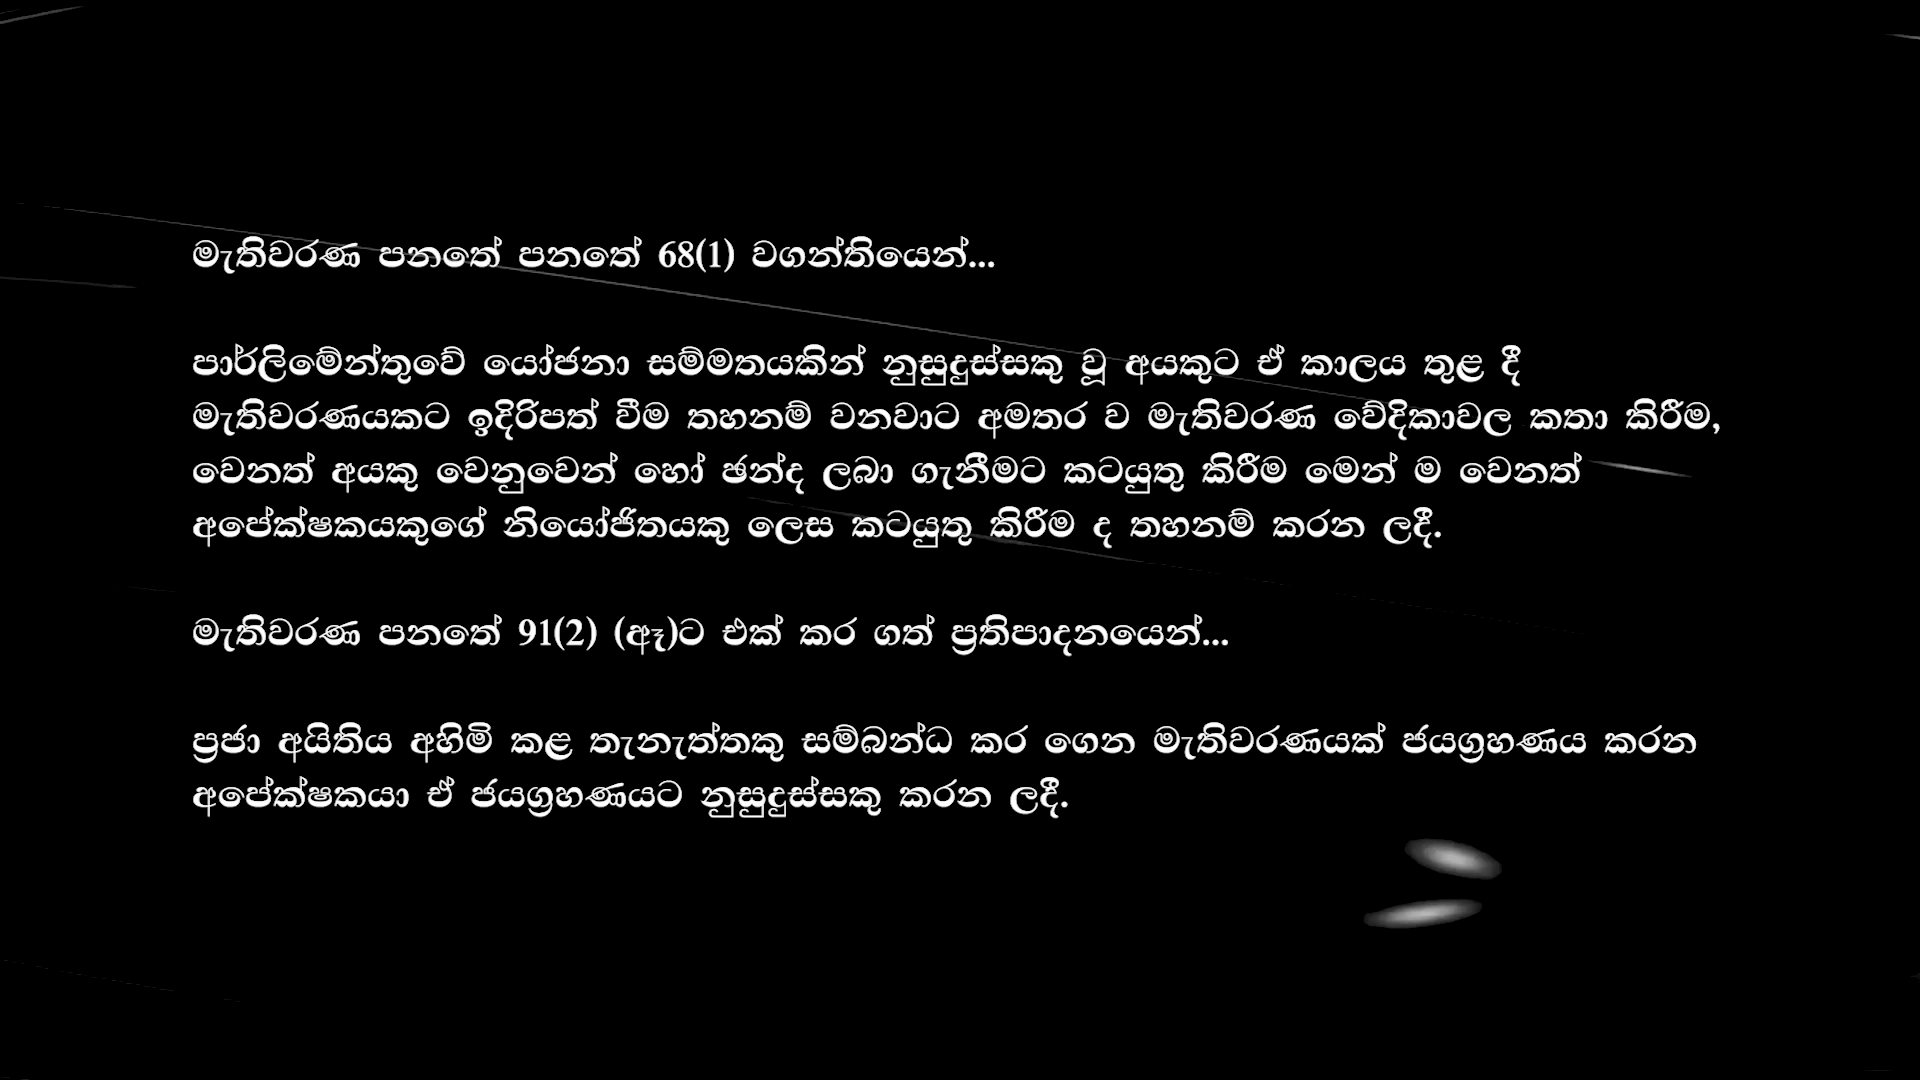 මැතිවරණ පනතේ පනතේ 68(1) වගන්තියෙන්...
පාර්ලිමේන්තුවේ යෝජනා සම්මතයකින් නුසුදුස්සකු වූ අයකුට ඒ කාලය තුළ දී
මැතිවරණයකට ඉදිරිපත් වීම තහනම් වනවාට අමතර ව මැතිවරණ වේදිකාවල කතා කිරීම,
වෙනත් අයකු වෙනුවෙන් හෝ ඡන්ද ලබා ගැනීමට කටයුතු කිරීම මෙන් ම වෙනත්
අපේක්ෂකයකුගේ නියෝජිතයකු ලෙස කටයුතු කිරීම ද තහනම් කරන ලදී.
මැතිවරණ පනතේ 91(2) (ඈ)ට එක් කර ගත් ප්‍රතිපාදනයෙන්...
ප්‍රජා අයිතිය අහිමි කළ තැනැත්තකු සම්බන්ධ කර ගෙන මැතිවරණයක් ජයග්‍රහණය කරන
අපේක්ෂකයා ඒ ජයග්‍රහණයට නුසුදුස්සකු කරන ලදී.